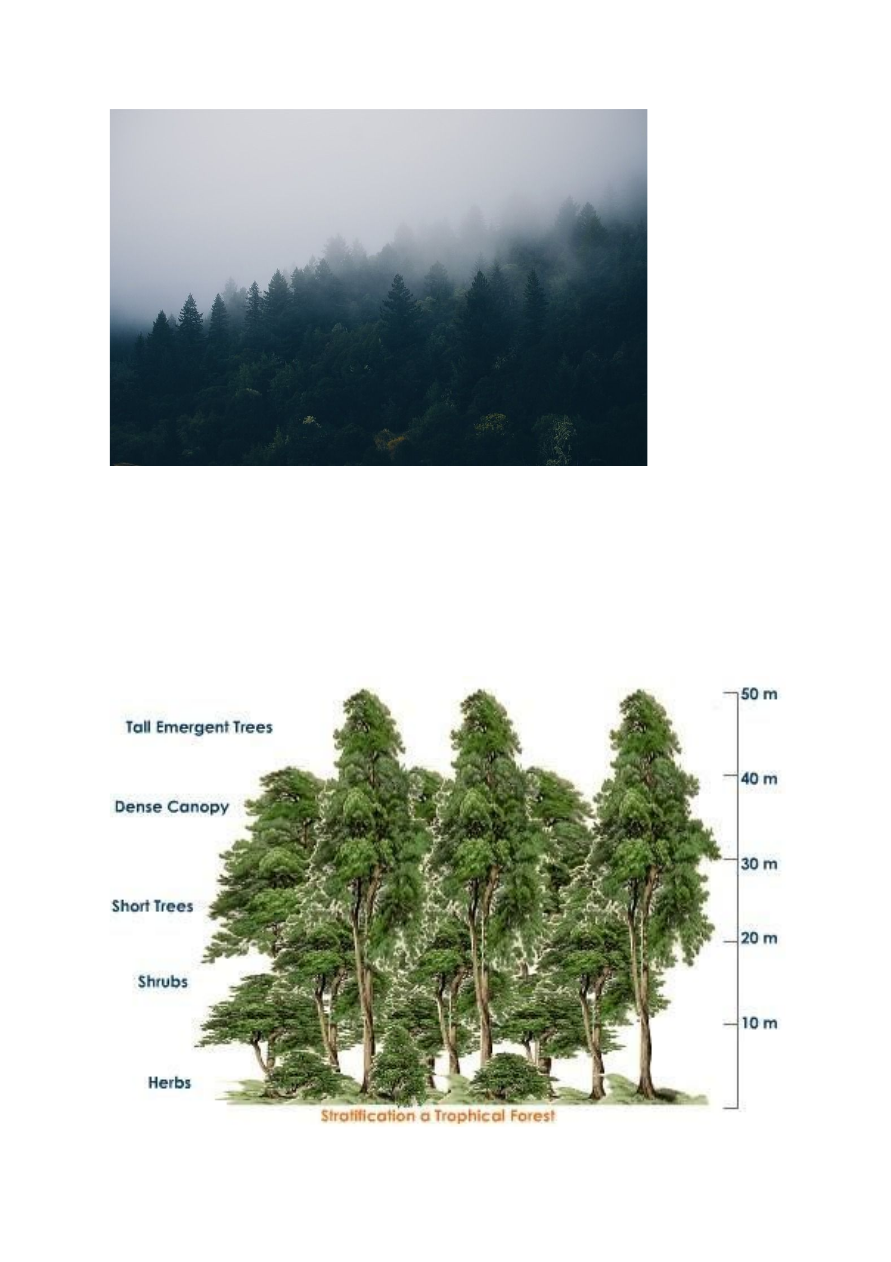 50 m
Tall Emergent Trees
40 m
Dense Canopy
30 m
Short Trees
20 m
Shrubs
10 m
Herbs
Stratification a Trophical Forest